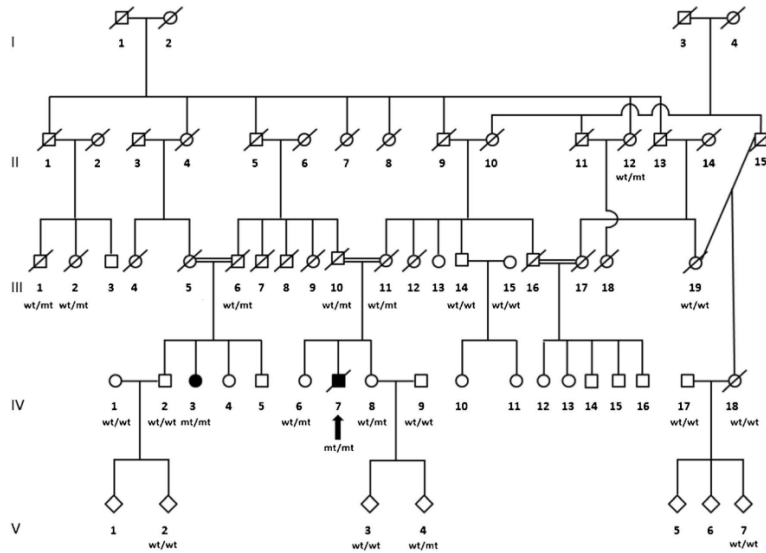 I
1 2 3 4
II
1 2 3 4 5 6 7 8 9 10 11 12 13 14 15
wt/mt
III
1 2 3 4 5 6 7 8 9 10 11 12 13 14 15 16 17 18 19
wt/mt wt/mt wt/mt wt/mt wt/mt wt/mt wt/wt wt/wt
IV
1 2 3 4 5 6 7 8 9 10 11 12 13 14 15 16 17 18
wt/wt wt/wt mt/mt wt/mt wt/mt wt/wt wt/wt wt/wt
mt/mt
V
1 2 3 4 5 6 7
wt/wt wt/wt wt/mt wt/wt